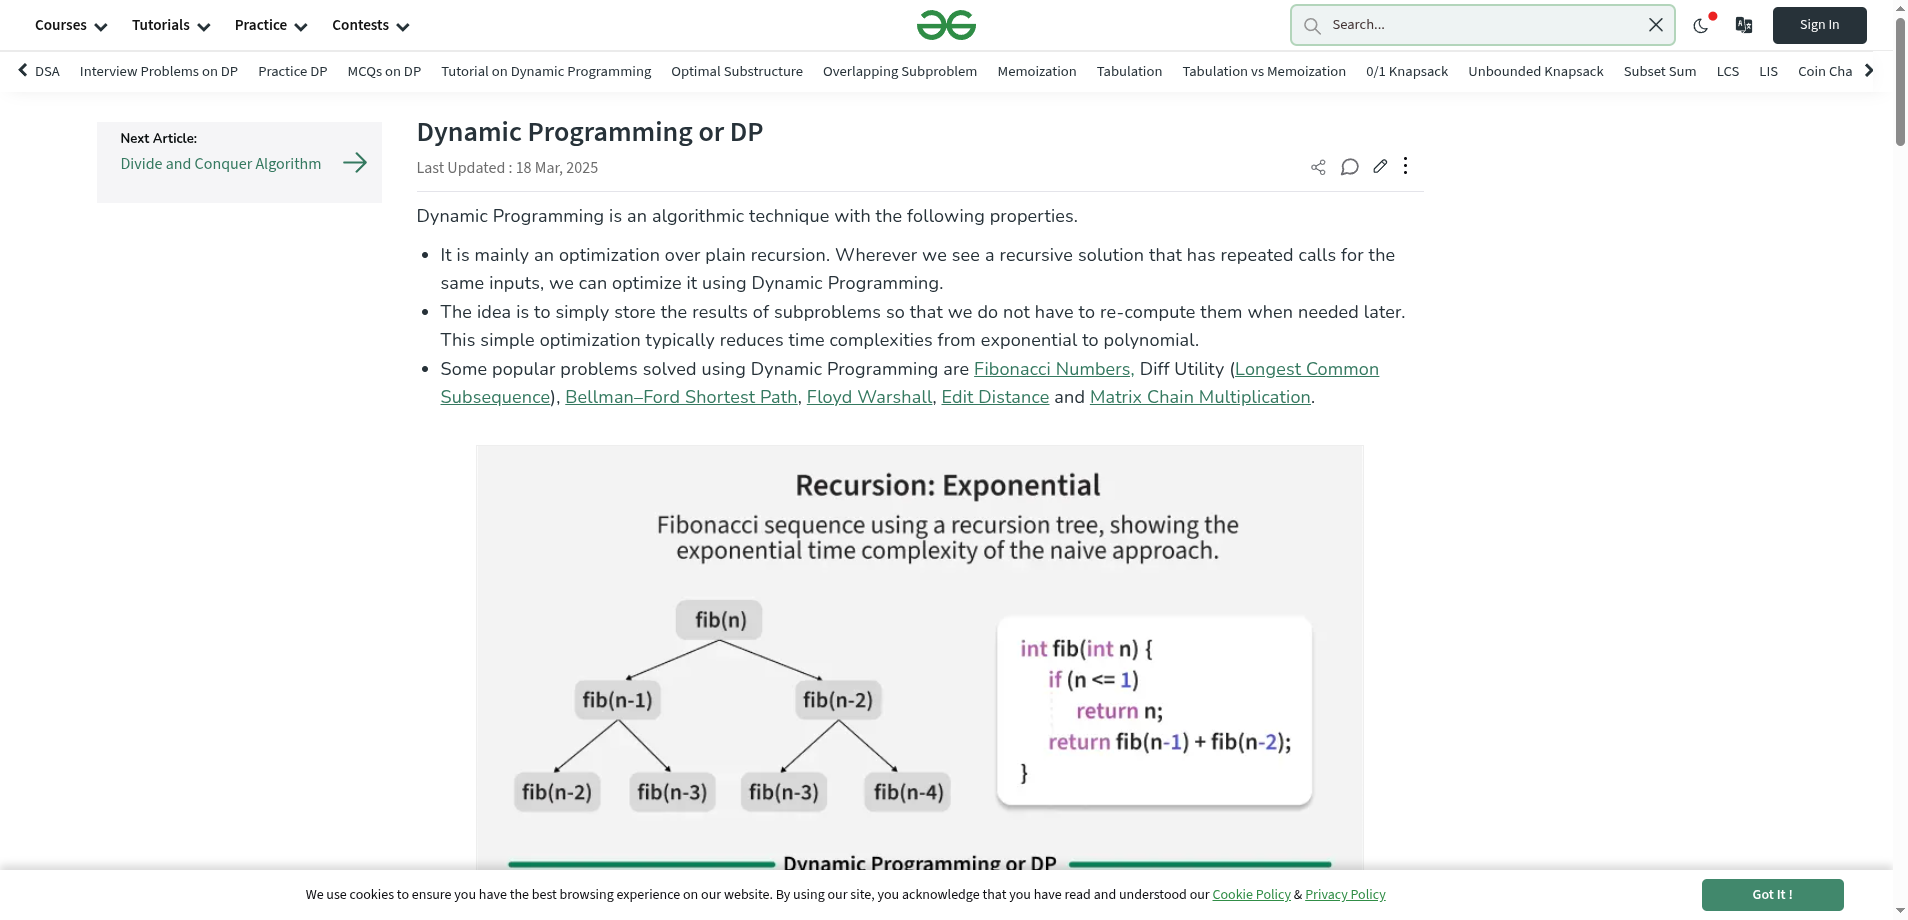 Courses
Tutorials
Practice
Contests
Search...
Sign In
DSA
Interview Problems on DP
Practice DP
MCQs on DP
Tutorial on Dynamic Programming
Optimal Substructure
Overlapping Subproblem
Memoization
Tabulation
Tabulation vs Memoization
0/1 Knapsack
Unbounded Knapsack
Subset Sum
LCS
LIS
Coin Cha
Next Article:
Divide and Conquer Algorithm
Dynamic Programming or DP
Last Updated : 18 Mar, 2025
Dynamic Programming is an algorithmic technique with the following properties.
It is mainly an optimization over plain recursion. Wherever we see a recursive solution that has repeated calls for the
same inputs, we can optimize it using Dynamic Programming.
The idea is to simply store the results of subproblems so that we do not have to re-compute them when needed later.
This simple optimization typically reduces time complexities from exponential to polynomial.
Some popular problems solved using Dynamic Programming are Fibonacci Numbers, Diff Utility (Longest Common
Subsequence), Bellman–Ford Shortest Path, Floyd Warshall, Edit Distance and Matrix Chain Multiplication.
Recursion: Exponential
Fibonacci sequence using a recursion tree, showing the
exponential time complexity of the naive approach.
fib(n)
fib(n-1)
fib(n-2)
fib(n-2)
fib(n-3)
fib(n-3)
fib(n-4)
int fib(int n) {
if (n <= 1)
return n;
return fib(n-1) + fib(n-2);
}
Dynamic Programming or DP
We use cookies to ensure you have the best browsing experience on our website. By using our site, you acknowledge that you have read and understood our Cookie Policy & Privacy Policy
Got It !